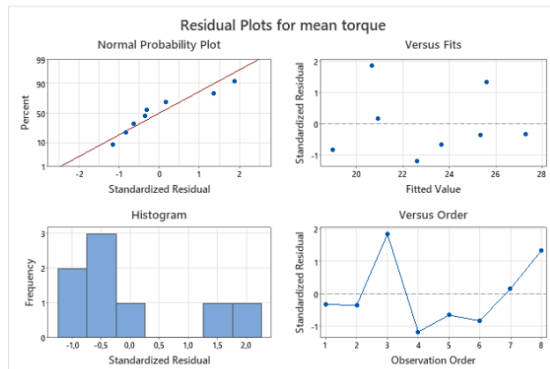 Residual Plots for mean torque
Normal Probability Plot
99
90
50
10
1
Percent
-2 -1 0 1 2
Standardized Residual
Versus Fits
2
1
0
-1
Standardized Residual
20 22 24 26 28
Fitted Value
Histogram
3
2
1
0
Frequency
-1,0 -0,5 0,0 0,5 1,0 1,5 2,0
Standardized Residual
Versus Order
2
1
0
-1
Standardized Residual
1 2 3 4 5 6 7 8
Observation Order